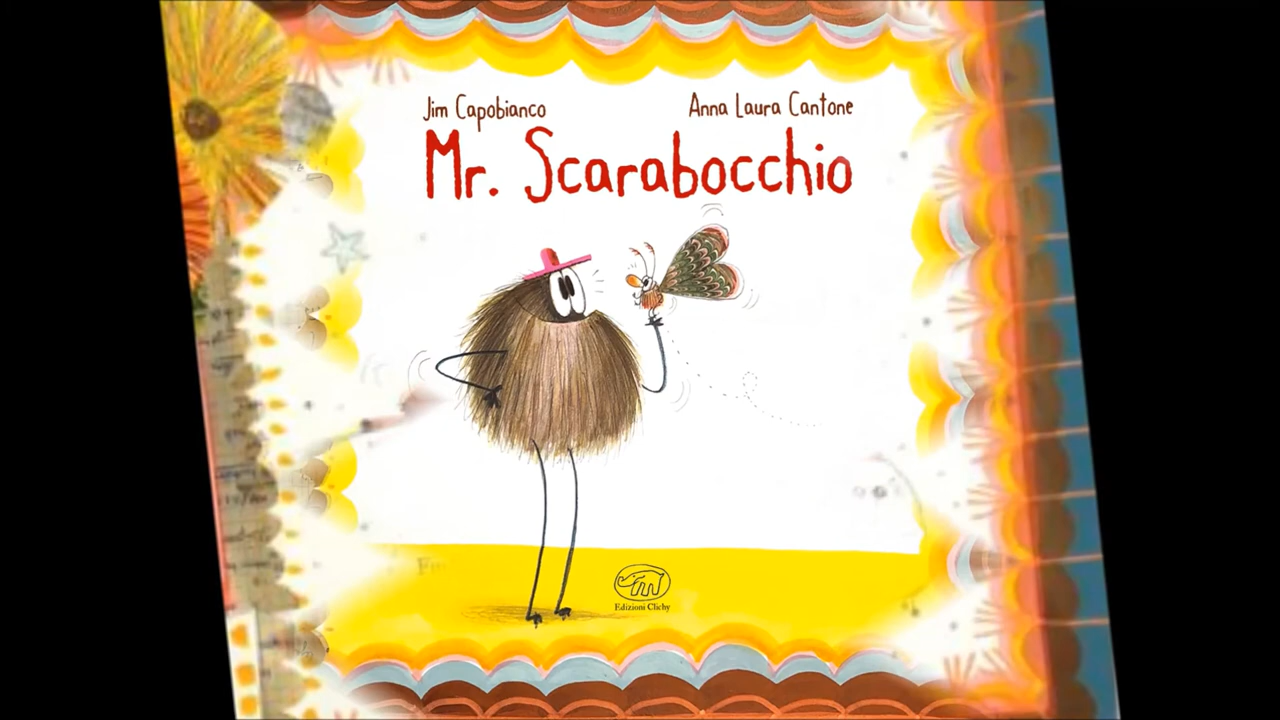 Jim Capobianco
Anna Laura Cantone
Mr. Scarabocchio
Edizioni Clichy